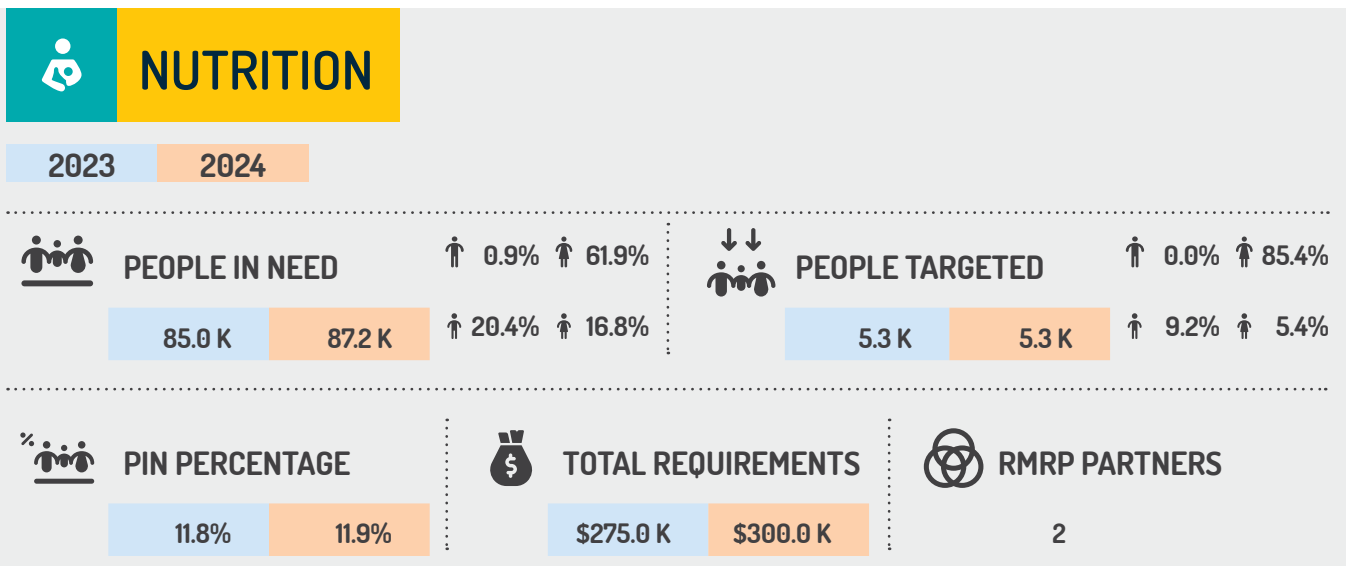 NUTRITION
2023 2024
PEOPLE IN NEED
0.9% 61.9%
85.0 K 87.2 K
20.4% 16.8%
PEOPLE TARGETED
0.0% 85.4%
5.3 K 5.3 K
9.2% 5.4%
% PIN PERCENTAGE
11.8% 11.9%
$ TOTAL REQUIREMENTS
$275.0 K $300.0 K
RMRP PARTNERS
2